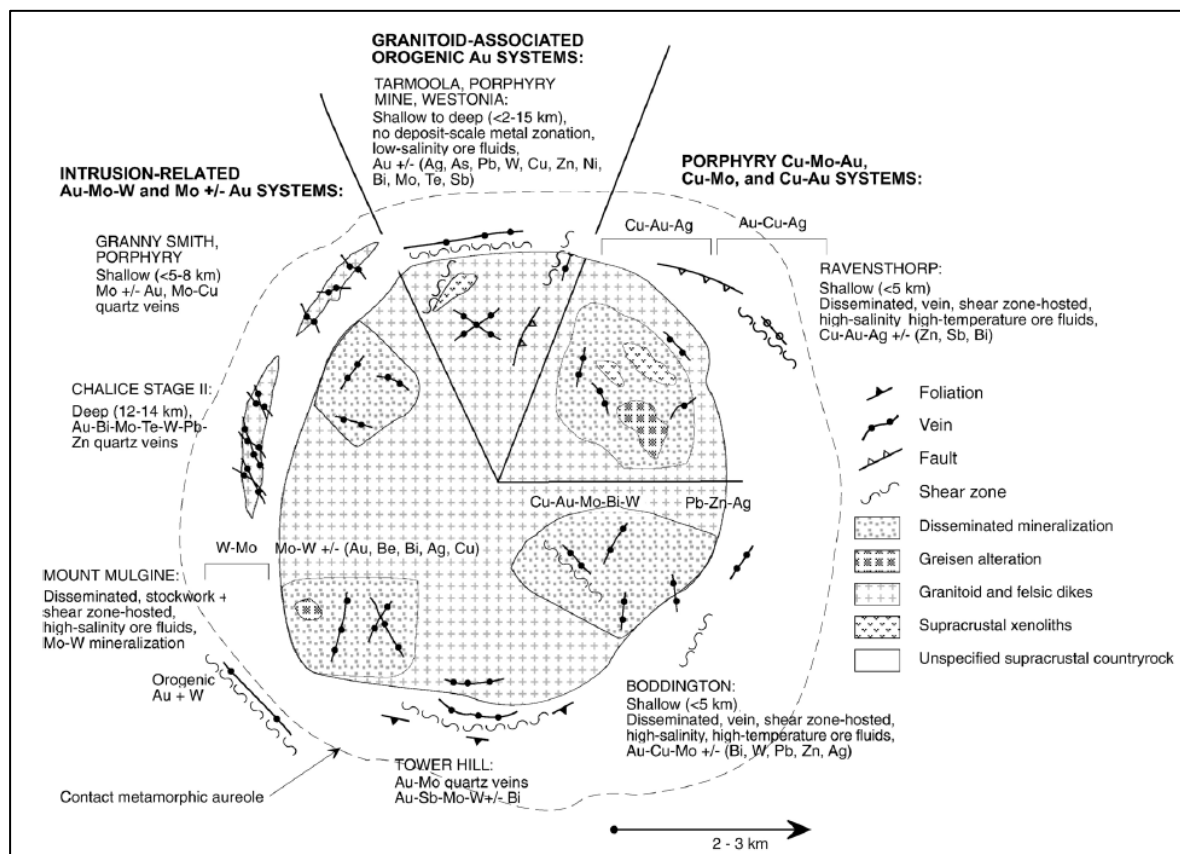 GRANITOID-ASSOCIATED
OROGENIC Au SYSTEMS:
TARMOOLA, PORPHYRY
MINE, WESTONIA:
Shallow to deep (<2-15 km),
no deposit-scale metal zonation,
low-salinity ore fluids,
Au +/- (Ag, As, Pb, W, Cu, Zn, Ni,
Bi, Mo, Te, Sb)
INTRUSION-RELATED
Au-Mo-W and Mo +/- Au SYSTEMS:
PORPHYRY Cu-Mo-Au,
Cu-Mo, and Cu-Au SYSTEMS:
GRANNY SMITH,
PORPHYRY
Shallow (<5-8 km)
Mo +/- Au, Mo-Cu
quartz veins
Cu-Au-Ag
Au-Cu-Ag
RAVENSTHORP:
Shallow (<5 km)
Disseminated, vein, shear zone-hosted,
high-salinity high-temperature ore fluids,
Cu-Au-Ag +/- (Zn, Sb, Bi)
CHALICE STAGE II:
Deep (12-14 km),
Au-Bi-Mo-Te-W-Pb-
Zn quartz veins
Foliation
Vein
Fault
Shear zone
Disseminated mineralization
Greisen alteration
Granitoid and felsic dikes
Supracrustal xenoliths
Unspecified supracrustal countryrock
Cu-Au-Mo-Bi-W
Pb-Zn-Ag
W-Mo
Mo-W +/- (Au, Be, Bi, Ag, Cu)
MOUNT MULGINE:
Disseminated, stockwork +
shear zone-hosted,
high-salinity ore fluids,
Mo-W mineralization
Orogenic
Au + W
BODDINGTON:
Shallow (<5 km)
Disseminated, vein, shear zone-hosted,
high-salinity, high-temperature ore fluids,
Au-Cu-Mo +/- (Bi, W, Pb, Zn, Ag)
TOWER HILL:
Au-Mo quartz veins
Au-Sb-Mo-W+/- Bi
Contact metamorphic aureole
2 - 3 km